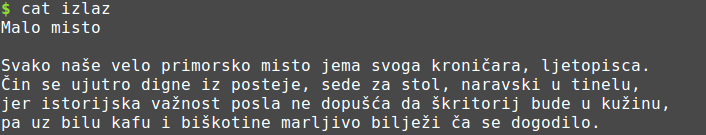 $ cat izlaz
Malo misto

Svako naše velo primorsko misto jema svoga kroničara, ljetopisca.
Čin se ujutro digne iz posteje, sede za stol, naravski u tinelu,
jer istorijska važnost posla ne dopušća da škritorij bude u kužinu,
pa uz bilu kafu i biškotine marljivo bilježi ča se dogodilo.